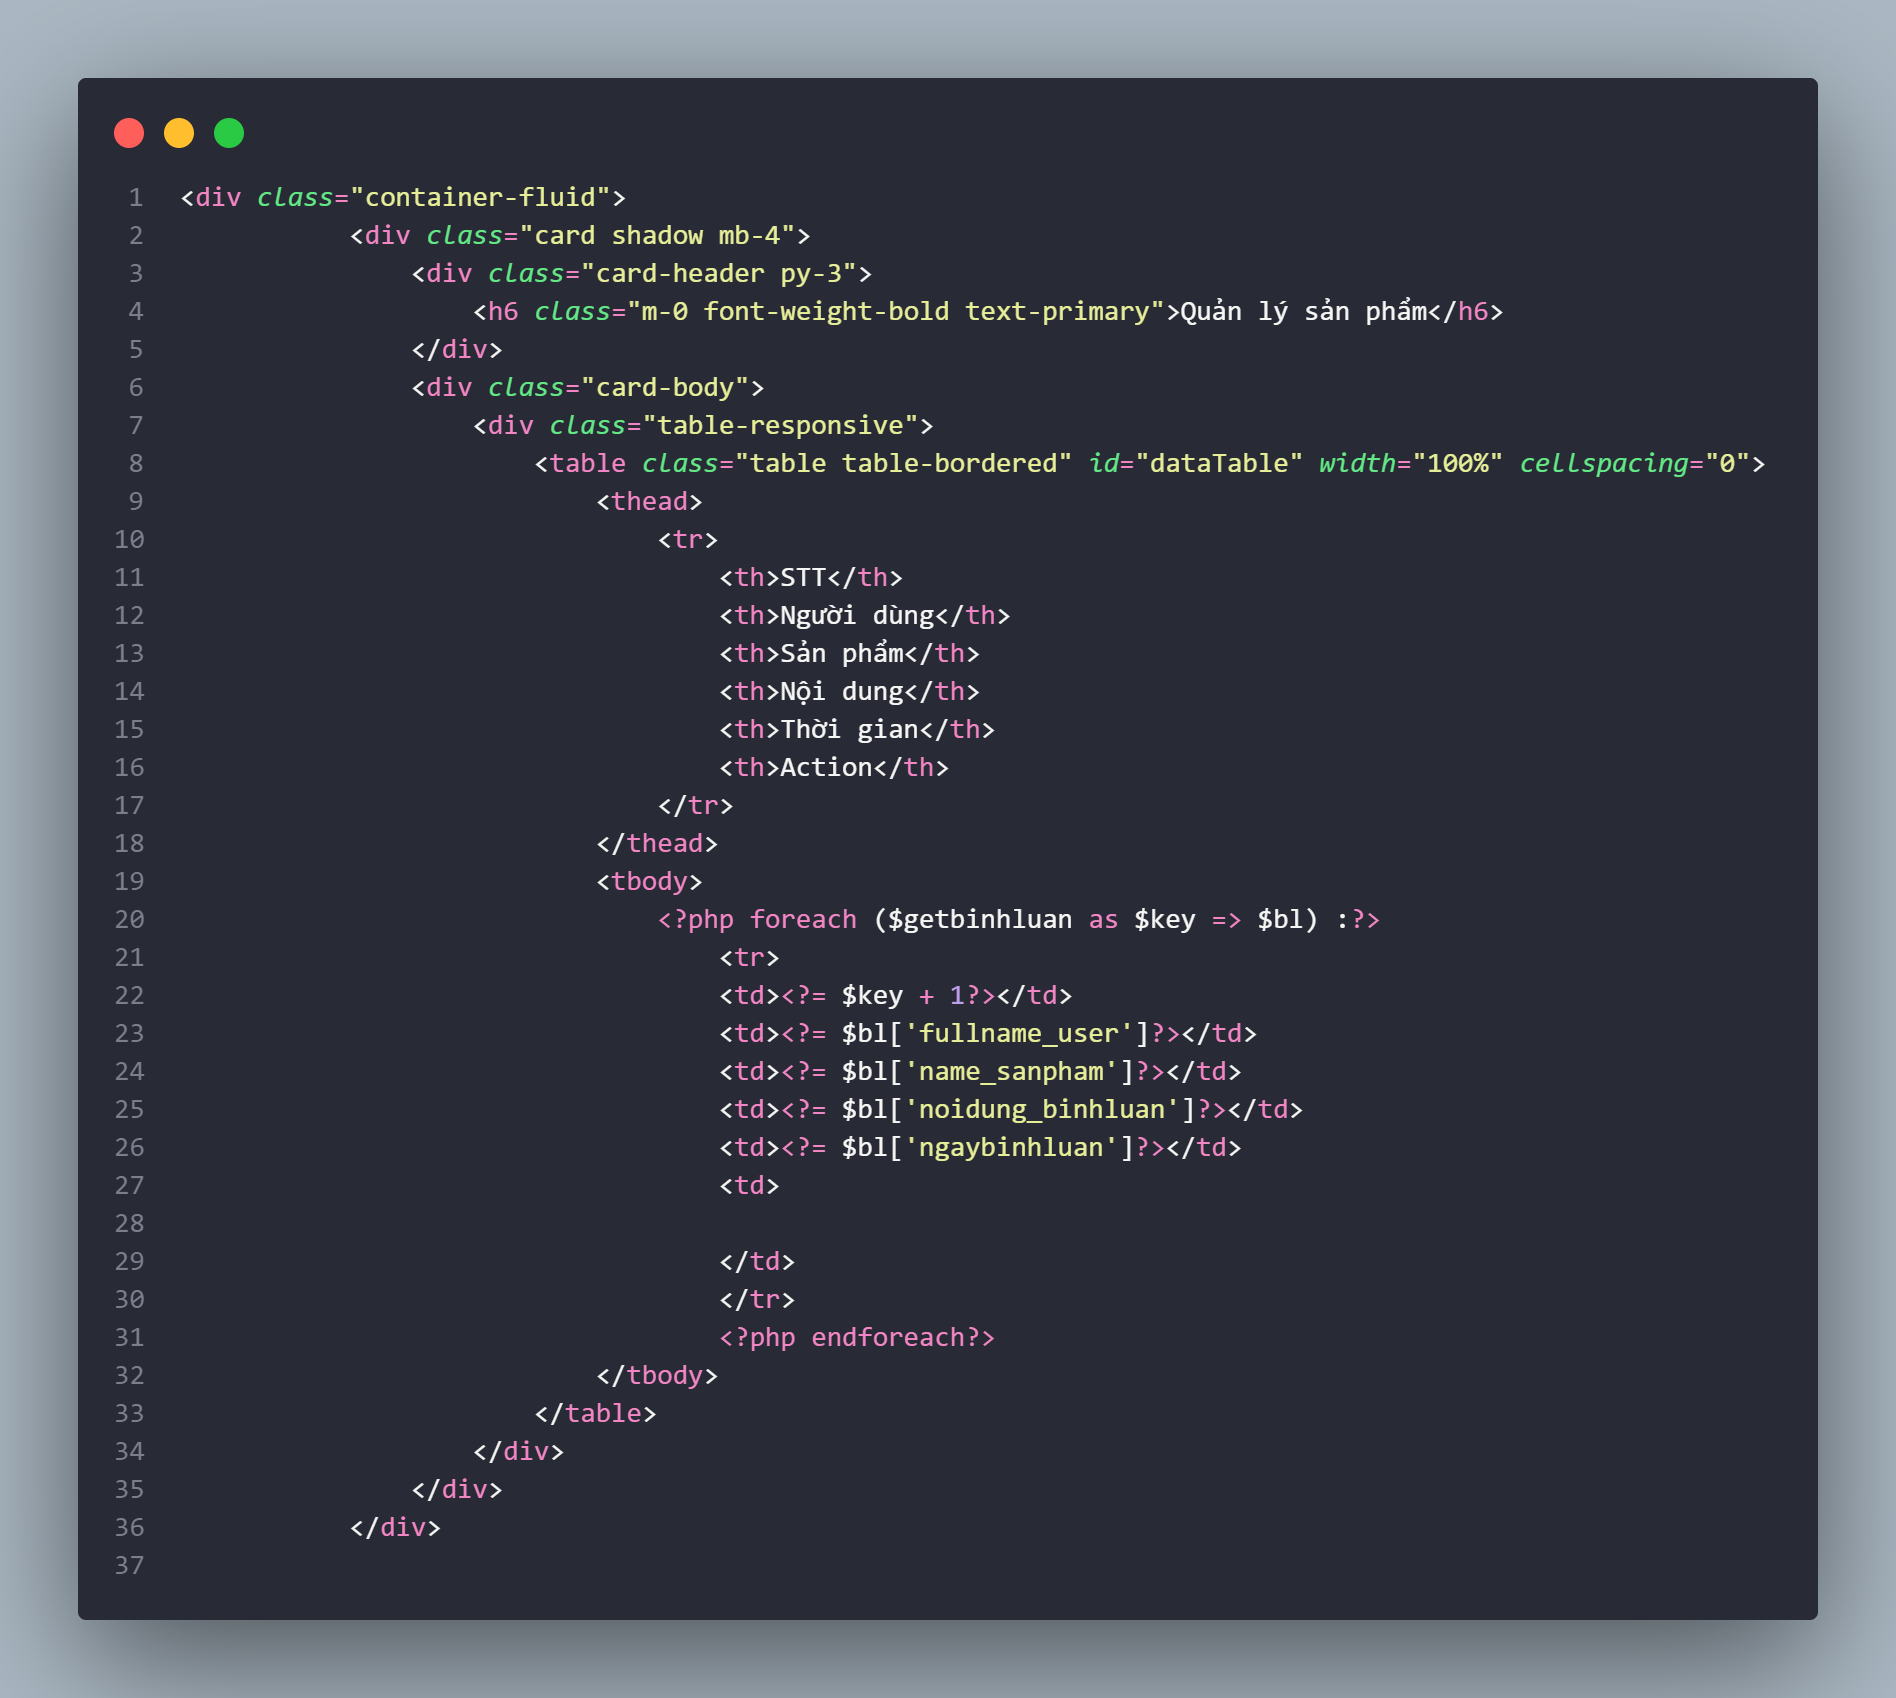 1 <div class="container-fluid">
2 <div class="card shadow mb-4">
3 <div class="card-header py-3">
4 <h6 class="m-0 font-weight-bold text-primary">Quản lý sản phẩm</h6>
5 </div>
6 <div class="card-body">
7 <div class="table-responsive">
8 <table class="table table-bordered" id="dataTable" width="100%" cellspacing="0">
9 <thead>
10 <tr>
11 <th>STT</th>
12 <th>Người dùng</th>
13 <th>Sản phẩm</th>
14 <th>Nội dung</th>
15 <th>Thời gian</th>
16 <th>Action</th>
17 </tr>
18 </thead>
19 <tbody>
20 <?php foreach ($getbinhluan as $key => $bl) :?>
21 <tr>
22 <td><?= $key + 1?></td>
23 <td><?= $bl['fullname_user']?></td>
24 <td><?= $bl['name_sanpham']?></td>
25 <td><?= $bl['noidung_binhluan']?></td>
26 <td><?= $bl['ngaybinhluan']?></td>
27 <td>
28
29 </td>
30 </tr>
31 <?php endforeach?>
32 </tbody>
33 </table>
34 </div>
35 </div>
36 </div>
37